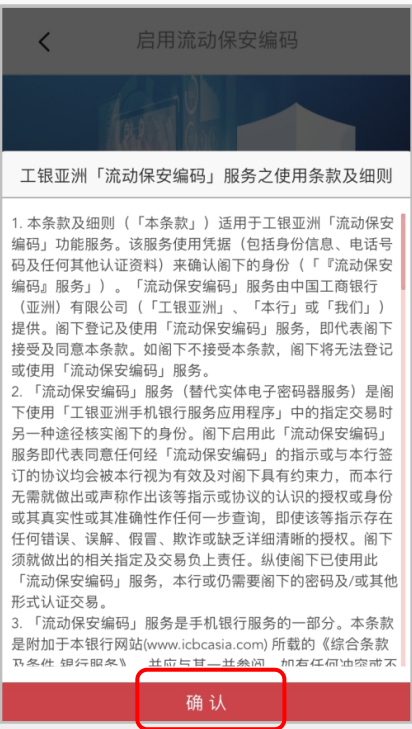 启用流动保安编码
工银亚洲「流动保安编码」服务之使用条款及细则
1. 本条款及细则（「本条款」）适用于工银亚洲「流动保安
编码」功能服务。该服务使用凭据（包括身份信息、电话号
码及任何其他认证资料）来确认阁下的身份（「『流动保安
编码』服务」）。「流动保安编码」服务由中国工商银行
（亚洲）有限公司（「工银亚洲」、「本行」或「我们」）
提供。阁下登记及使用「流动保安编码」服务，即代表阁下
接受及同意本条款。如阁下不接受本条款，阁下将无法登记
或使用「流动保安编码」服务。
2. 「流动保安编码」服务（替代实体电子密码器服务）是阁
下使用「工银亚洲手机银行服务应用程序」中的指定交易时
另一种途径核实阁下的身份。阁下启用此「流动保安编码」
服务即代表同意任何经「流动保安编码」的指示或与本行签
订的协议均会被本行视为有效及对阁下具有约束力，而本行
无需就做出或声称作出该等指示或协议的认识的授权或身份
或其真实性或其准确性作任何一步查询，即使该等指示存在
任何错误、误解、假冒、欺诈或缺乏详细清晰的授权。阁下
须就做出的相关指定及交易负上责任。纵使阁下已使用此
「流动保安编码」服务，本行或仍需要阁下的密码及/或其他
形式认证交易。
3. 「流动保安编码」服务是手机银行服务的一部分。本条款
是附加于本银行网站(www.icbcasia.com) 所载的《综合条款
及条件-银行服务》，并应与其一并参阅。如有任何冲突或不
确 认